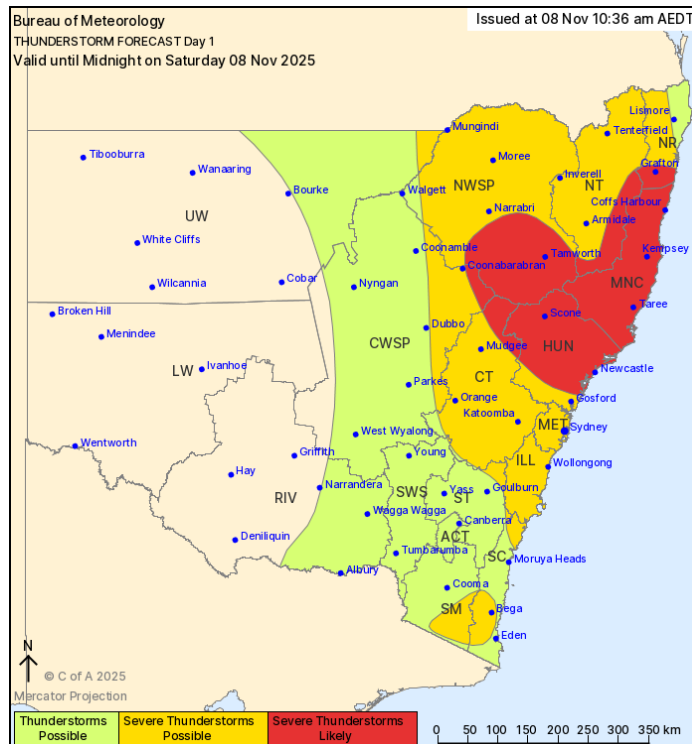 Bureau of Meteorology
Issued at 08 Nov 10:36 am AEDT
THUNDERSTORM FORECAST Day 1
Valid until Midnight on Saturday 08 Nov 2025
Lismore
Mungindi
Tenterfield
NR
Tibooburra
Moree
Grafton
Wanaaring
Inverell
NT
NWSP
Bourke
Walgett
Coffs Harbour
UW
Narrabri
Armidale
White Cliffs
Coonamble
Kempsey
Tamworth
Coonabarabran
Cobar
Wilcannia
Nyngan
MNC
Taree
Broken Hill
Scone
Dubbo
Menindee
CWSP
Mudgee
HUN
LW
Ivanhoe
Newcastle
CT
Parkes
Orange
Gosford
Katoomba
MET
Sydney
West Wyalong
Wentworth
Griffith
Young
ILL
Wollongong
Hay
Narrandera
SWS
Yass
Goulburn
RIV
ST
Wagga Wagga
Canberra
Deniliquin
ACT
Tumbarumba
SC
Moruya Heads
Albury
Cooma
SM
Bega
Eden
N
© C of A 2025
Mercator Projection
Thunderstorms Possible
Severe Thunderstorms Possible
Severe Thunderstorms Likely
0 50 100 150 200 250 300 350 km